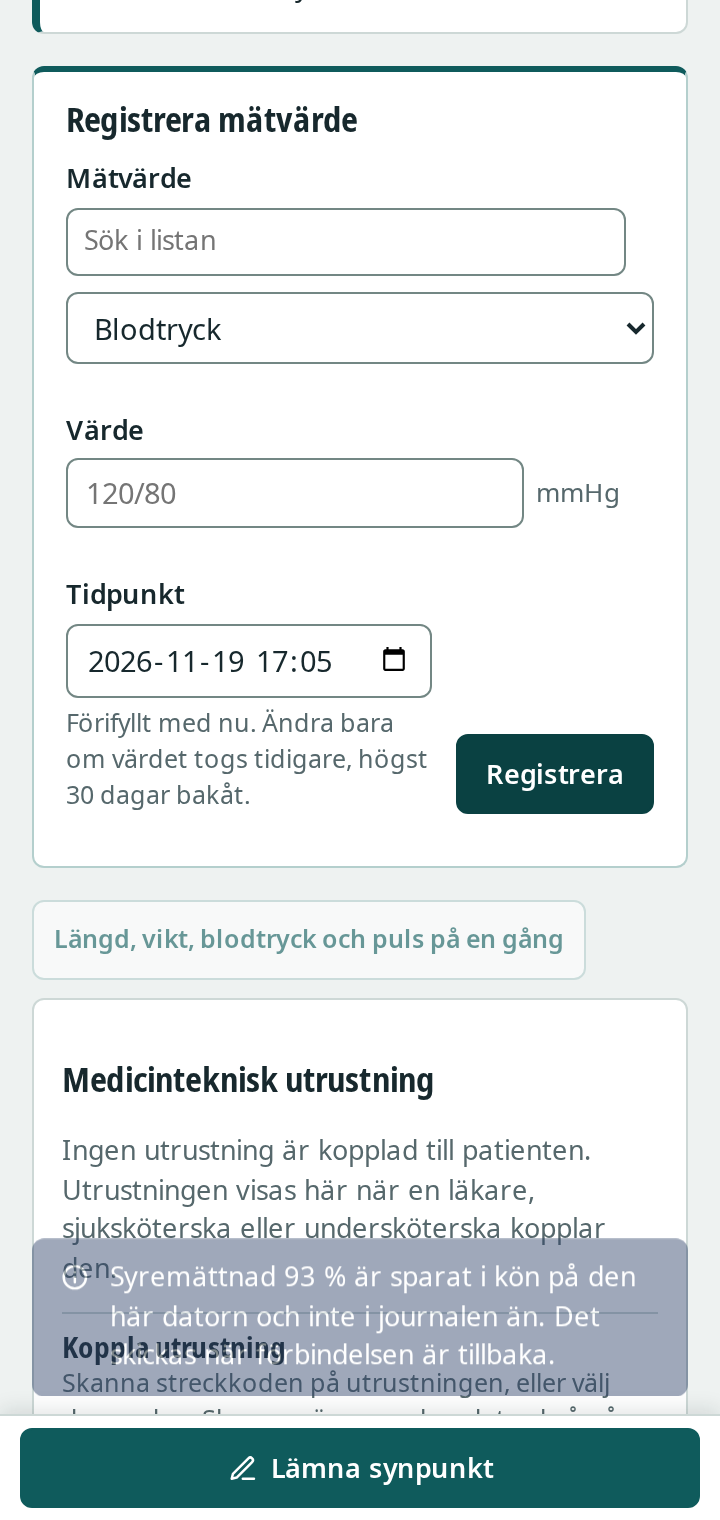 Registrera mätvärde
Mätvärde
Sök i listan
Blodtryck
Värde
120/80
mmHg
Tidpunkt
2026-11-19 17:05
Förifyllt med nu. Ändra bara
om värdet togs tidigare, högst
30 dagar bakåt.
Registrera
Längd, vikt, blodtryck och puls på en gång
Medicinteknisk utrustning
Ingen utrustning är kopplad till patienten.
Utrustningen visas här när en läkare,
sjuksköterska eller undersköterska kopplar
den.
Syremättnad 93 % är sparat i kön på den
här datorn och inte i journalen än. Det
skickas när förbindelsen är tillbaka.
Koppla utrustning
Skanna streckkoden på utrustningen, eller välj
Lämna synpunkt